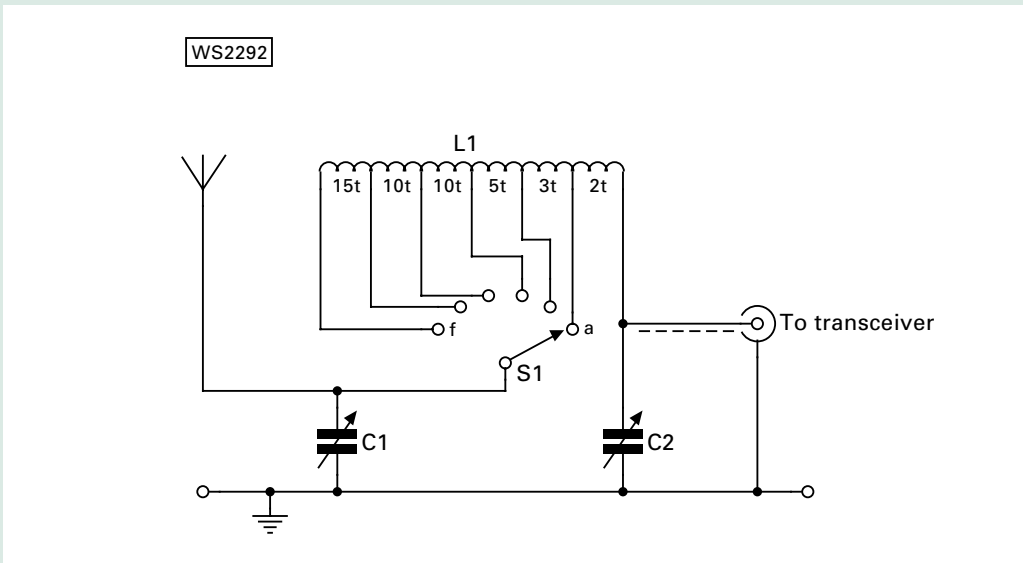 WS2292
L1
15t 10t 10t 5t 3t 2t
f
a
S1
To transceiver
C1
C2